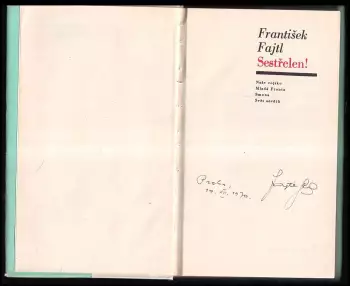 František
Fajtl
Sestřelen!
Naše vojsko
Mladá Fronta
Smena
Svět sovětů
Praha,